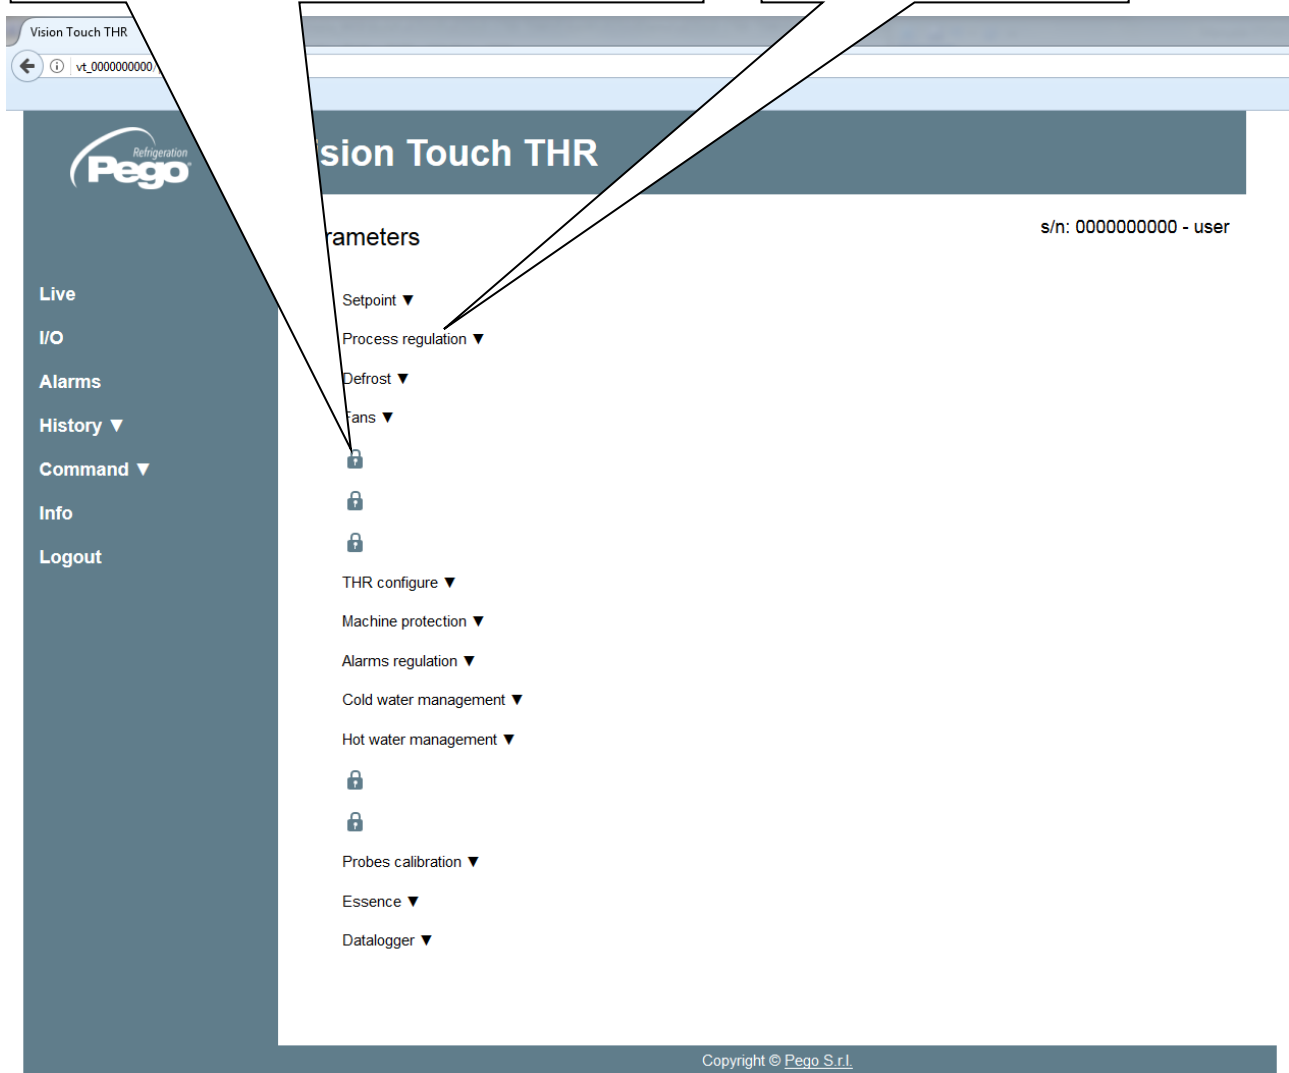 Vision Touch THR
vt_0000000000/
Refrigeration
Pego
sion Touch THR
s/n: 0000000000 - user
rameters
Live
I/O
Alarms
History ▼
Command ▼
Info
Logout
Setpoint ▼
Process regulation ▼
Defrost ▼
Fans ▼
THR configure ▼
Machine protection ▼
Alarms regulation ▼
Cold water management ▼
Hot water management ▼
Probes calibration ▼
Essence ▼
Datalogger ▼
Copyright © Pego S.r.l.